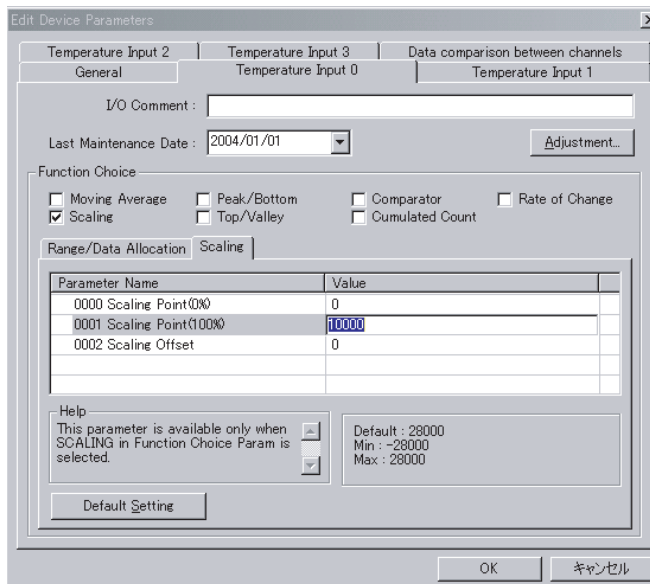 Edit Device Parameters
Temperature Input 2 Temperature Input 3 Data comparison between channels
General Temperature Input 0 Temperature Input 1
I/O Comment :
Last Maintenance Date : 2004/01/01 Adjustment...
Function Choice
Moving Average Peak/Bottom Comparator Rate of Change
Scaling Top/Valley Cumulated Count
Range/Data Allocation Scaling
Parameter Name Value
0000 Scaling Point(0%) 0
0001 Scaling Point(100%) 10000
0002 Scaling Offset 0
Help
This parameter is available only when
SCALING in Function Choice Param is
selected.
Default : 28000
Min : -28000
Max : 28000
Default Setting
OK キャンセル